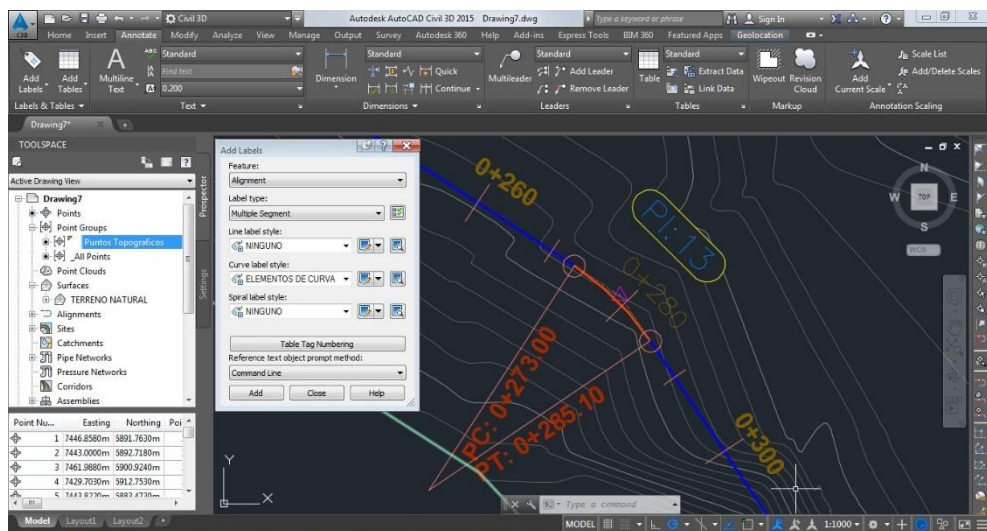 Civil 3D
Autodesk AutoCAD Civil 3D 2015 Drawing7.dwg
Type a keyword or phrase
Sign In
C3D
Home Insert Annotate Modify Analyze View Manage Output Survey Autodesk 360 Help Add-ins Express Tools BIM 360 Featured Apps Geolocation
Add Labels
Add Tables
Multiline Text
ABC
Standard
Find text
0.200
Dimension
Standard
Quick
Continue
Multileader
Standard
Add Leader
Remove Leader
Table
Standard
Extract Data
Link Data
Wipeout
Revision Cloud
Add Current Scale
Scale List
Add/Delete Scales
Labels & Tables
Text
Dimensions
Leaders
Tables
Markup
Annotation Scaling
Drawing7*
TOOLSPACE
Active Drawing View
Drawing7
Points
Point Groups
Puntos Topograficos
_All Points
Point Clouds
Surfaces
TERRENO NATURAL
Alignments
Sites
Catchments
Pipe Networks
Pressure Networks
Corridors
Assemblies
Prospector
Settings
Point Nu... Easting Northing Poi
1 7446.8580m 5891.7630m
2 7443.0000m 5892.7180m
3 7461.9880m 5900.9240m
4 7429.7030m 5912.7530m
5 7443.8220m 5883.4730m
Add Labels
Feature:
Alignment
Label type:
Multiple Segment
Line label style:
NINGUNO
Curve label style:
ELEMENTOS DE CURVA
Spiral label style:
NINGUNO
Table Tag Numbering
Reference text object prompt method:
Command Line
Add Close Help
0+260
PI:13
0+280
PC: 0+273.00
PT: 0+285.10
0+300
N
W TOP E
S
WCS
Y
X
Type a command
Model Layout1 Layout2
MODEL
1:1000